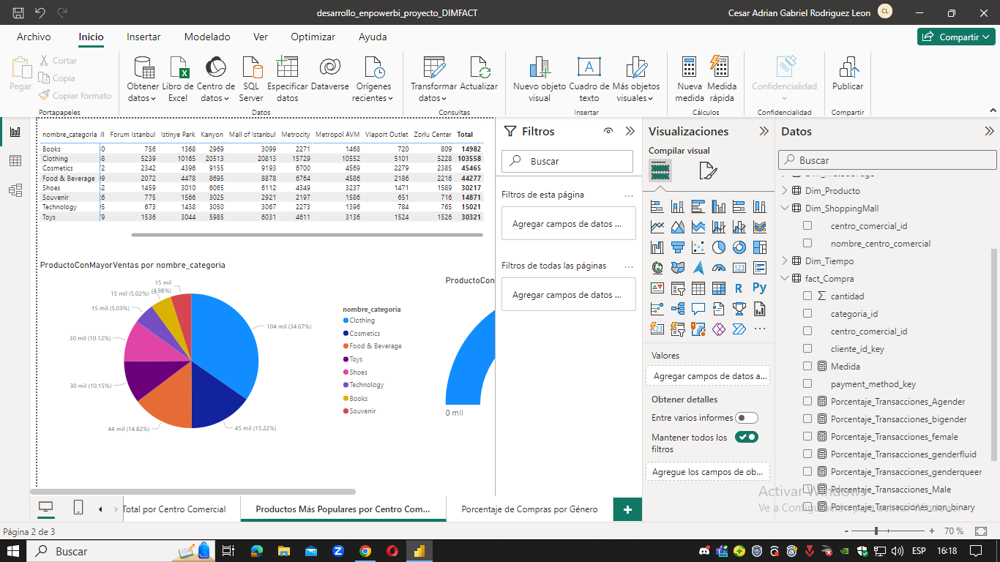 desarrollo_enpowerbi_proyecto_DIMFACT
Cesar Adrian Gabriel Rodriguez Leon
CL
Archivo Inicio Insertar Modelado Ver Optimizar Ayuda
Compartir
Pegar
Cortar
Copia
Copiar formato
Portapapeles
Obtener datos
Libro de Excel
Centro de datos
SQL Server
Especificar datos
Dataverse
Orígenes recientes
Datos
Transformar datos
Actualizar
Consultas
Nuevo objeto visual
Cuadro de texto
Más objetos visuales
Insertar
Nueva medida
Medida rápida
Cálculos
Confidencialidad
Confidencialidad
Publicar
Compartir
nombre_categoria ll Forum Istanbul Istinye Park Kanyon Mall of Istanbul Metrocity Metropol AVM Viaport Outlet Zorlu Center Total
Books 0 756 1368 2969 3099 2271 1468 720 809 14982
Clothing 8 5239 10165 20513 20813 15729 10552 5101 5228 103558
Cosmetics 2 2342 4396 9155 9193 6700 4569 2279 2385 45465
Food & Beverage 9 2072 4478 8695 8878 6764 4586 2186 2216 44277
Shoes 2 1459 3010 6065 6112 4349 3237 1471 1589 30217
Souvenir 6 775 1566 3025 2921 2197 1586 651 716 14871
Technology 5 673 1438 3050 3067 2273 1396 784 765 15021
Toys 9 1536 3044 5985 6031 4611 3136 1524 1526 30321
ProductoConMayorVentas por nombre_categoria
15 mil
(4.98%)
15 mil (5.02%)
15 mil (5.03%)
104 mil (34.67%)
30 mil (10.12%)
30 mil (10.15%)
44 mil (14.82%)
45 mil (15.22%)
nombre_categoria
Clothing
Cosmetics
Food & Beverage
Toys
Shoes
Technology
Books
Souvenir
ProductoCon
0 mil
Filtros
Buscar
Filtros de esta página
Agregar campos de datos ...
Filtros de todas las páginas
Agregar campos de datos ...
Visualizaciones
Compilar visual
123
R
Py
123
Valores
Agregar campos de datos a...
Obtener detalles
Entre varios informes
Mantener todos los
filtros
Agregue los campos de ob...
Datos
Buscar
Dim_Producto
Dim_ShoppingMall
centro_comercial_id
nombre_centro_comercial
Dim_Tiempo
fact_Compra
cantidad
categoria_id
centro_comercial_id
cliente_id_key
Medida
payment_method_key
Porcentaje_Transacciones_Agender
Porcentaje_Transacciones_bigender
Porcentaje_Transacciones_female
Porcentaje_Transacciones_genderfluid
Porcentaje_Transacciones_genderqueer
Porcentaje_Transacciones_Male
Porcentaje_Transacciones_non_binary
Activar Windows
Total por Centro Comercial
Productos Más Populares por Centro Com...
Porcentaje de Compras por Género
Página 2 de 3
70 %
Buscar
ESP
16:18